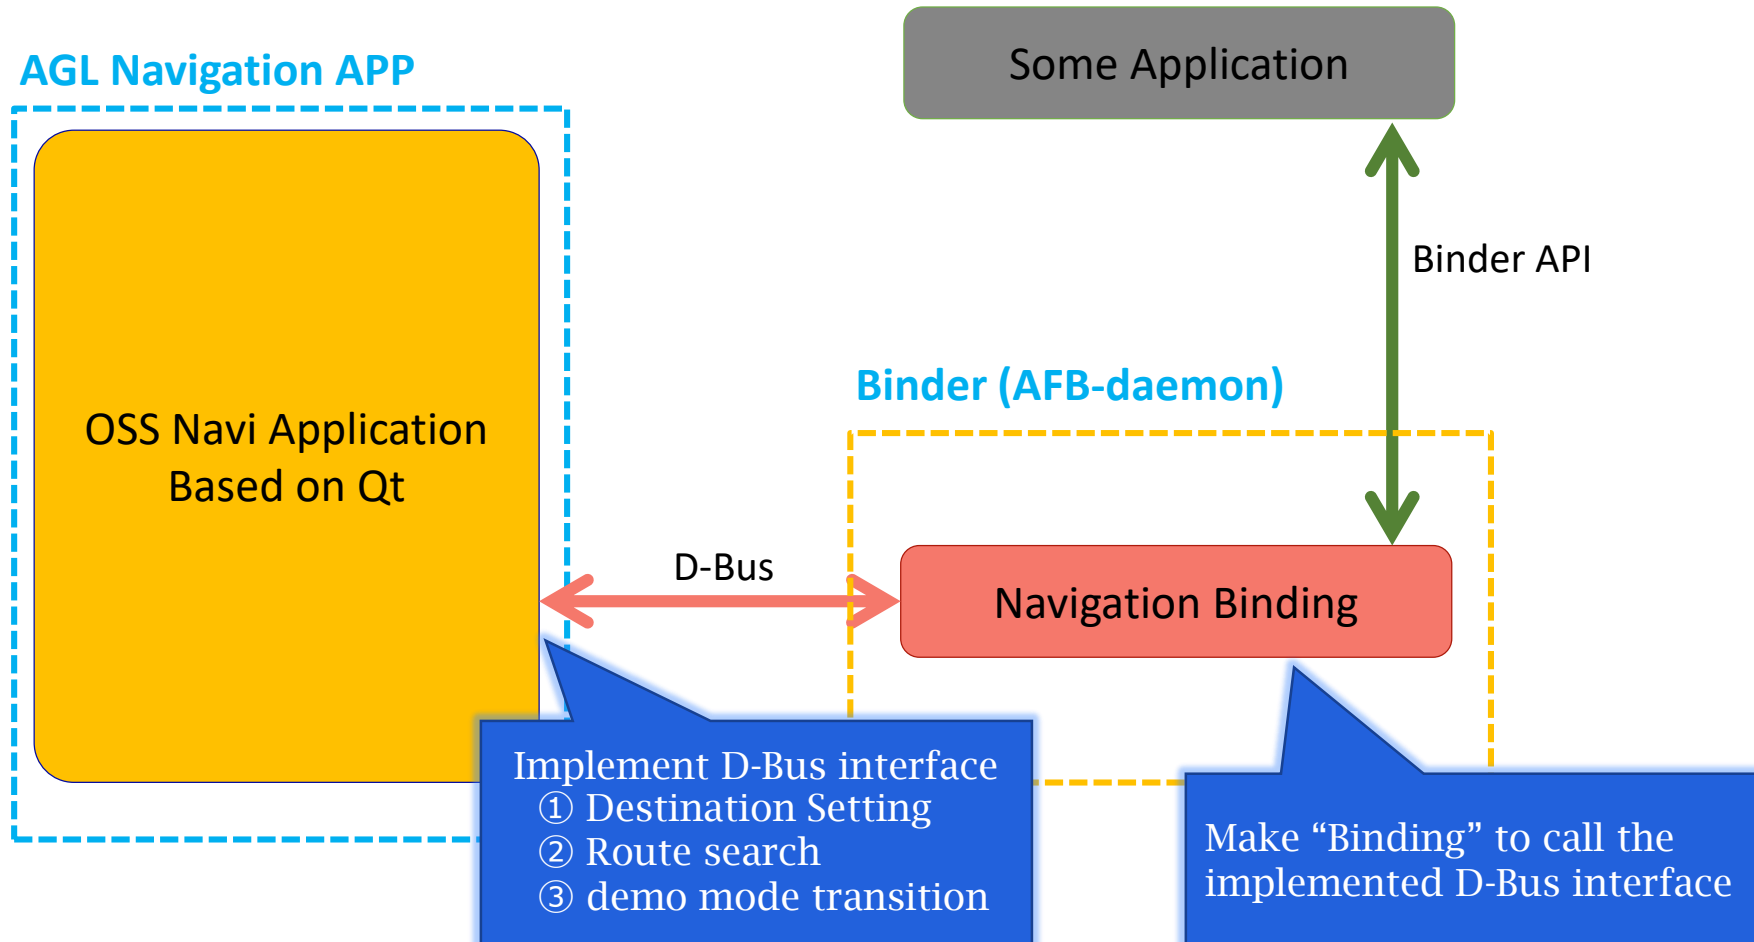 AGL Navigation APP
Some Application
Binder API
Binder (AFB-daemon)
OSS Navi Application
Based on Qt
D-Bus
Navigation Binding
Implement D-Bus interface
① Destination Setting
② Route search
③ demo mode transition
Make “Binding” to call the
implemented D-Bus interface